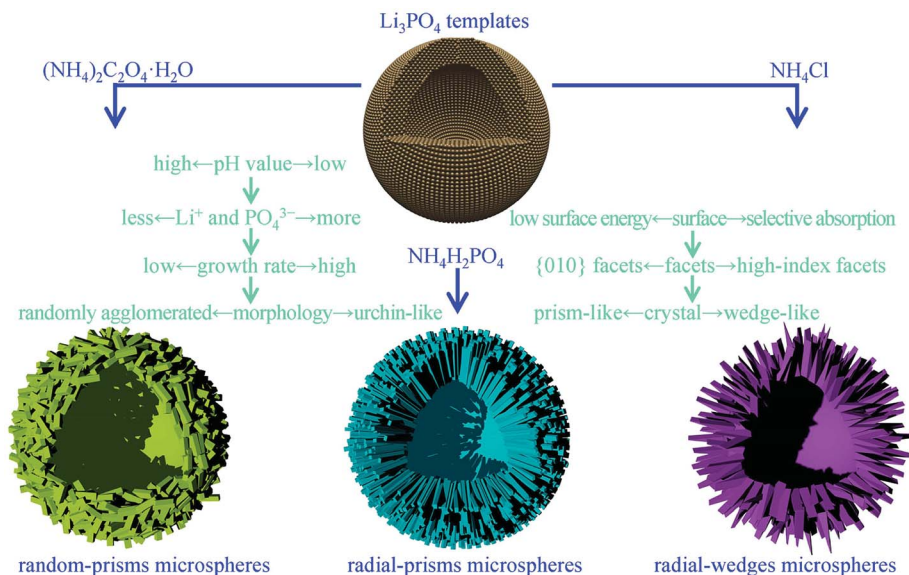 Li₃PO₄ templates
(NH₄)₂C₂O₄·H₂O
NH₄Cl
high←pH value→low
less←Li⁺ and PO₄³⁻→more
low←growth rate→high
randomly agglomerated←morphology→urchin-like
NH₄H₂PO₄
low surface energy←surface→selective absorption
{010} facets←facets→high-index facets
prism-like←crystal→wedge-like
random-prisms microspheres
radial-prisms microspheres
radial-wedges microspheres